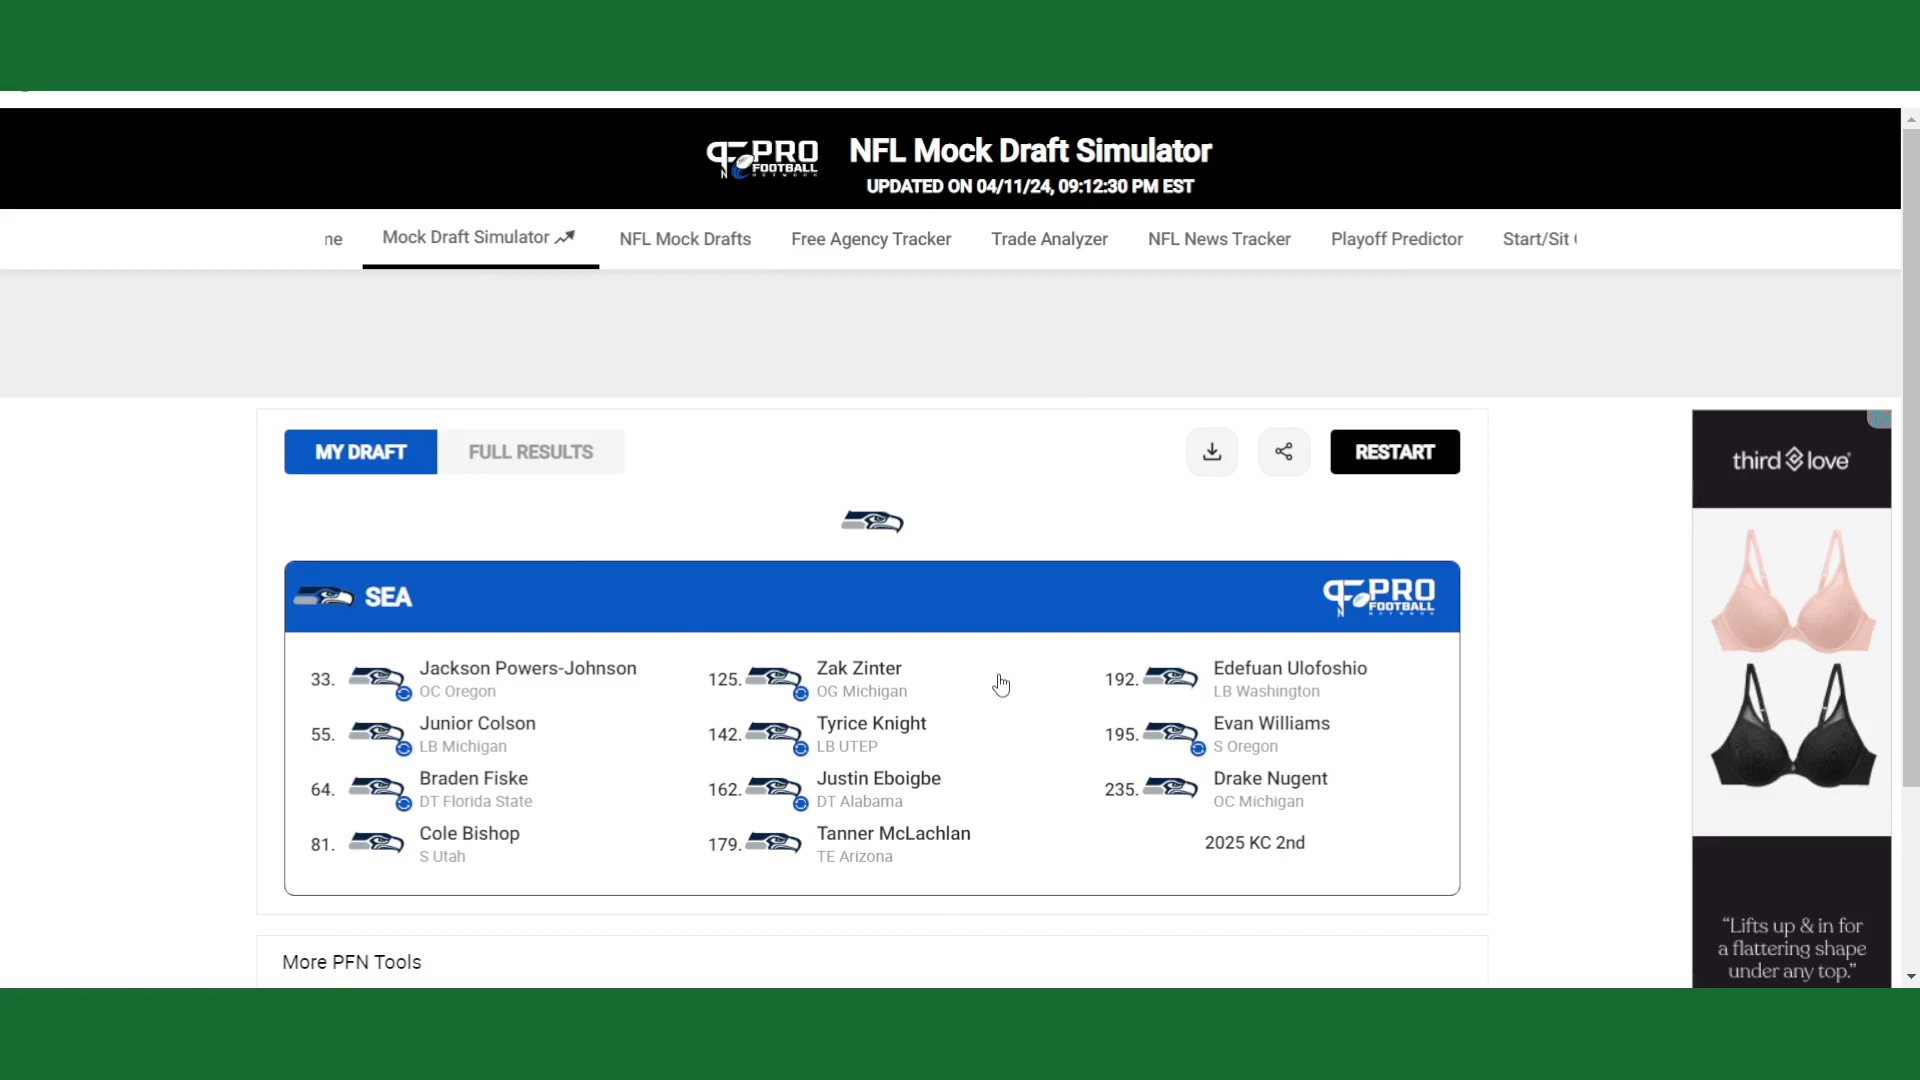 PRO
FOOTBALL
NETWORK
NFL Mock Draft Simulator
UPDATED ON 04/11/24, 09:12:30 PM EST
ne
Mock Draft Simulator
NFL Mock Drafts
Free Agency Tracker
Trade Analyzer
NFL News Tracker
Playoff Predictor
Start/Sit
MY DRAFT
FULL RESULTS
RESTART
SEA
PRO
FOOTBALL
NETWORK
33.
Jackson Powers-Johnson
OC Oregon
55.
Junior Colson
LB Michigan
64.
Braden Fiske
DT Florida State
81.
Cole Bishop
S Utah
125.
Zak Zinter
OG Michigan
142.
Tyrice Knight
LB UTEP
162.
Justin Eboigbe
DT Alabama
179.
Tanner McLachlan
TE Arizona
192.
Edefuan Ulofoshio
LB Washington
195.
Evan Williams
S Oregon
235.
Drake Nugent
OC Michigan
2025 KC 2nd
More PFN Tools
third love
“Lifts up & in for
a flattering shape
under any top.”